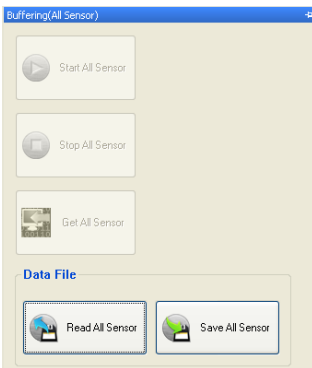 Buffering(All Sensor)
Start All Sensor
Stop All Sensor
Get All Sensor
Data File
Read All Sensor
Save All Sensor